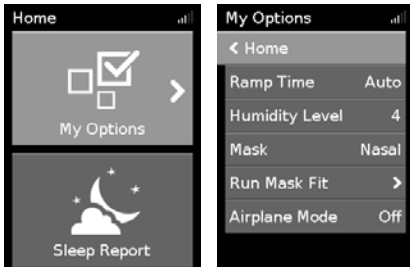 Home
My Options
Sleep Report
My Options
< Home
Ramp Time Auto
Humidity Level 4
Mask Nasal
Run Mask Fit >
Airplane Mode Off